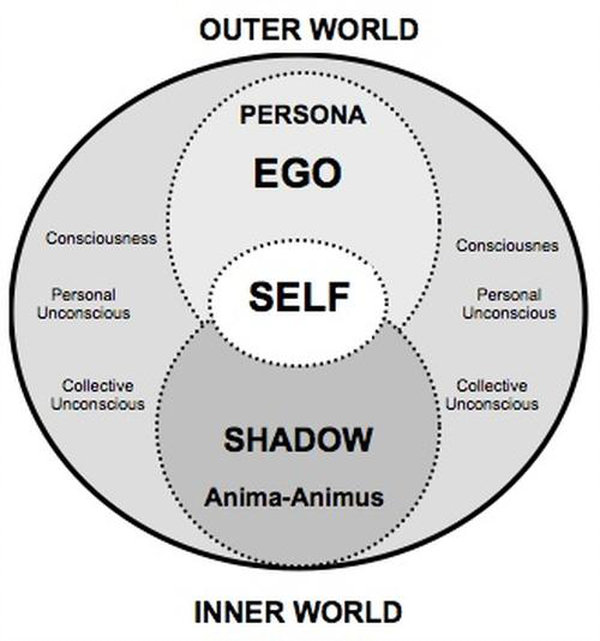 OUTER WORLD
PERSONA
EGO
Consciousness
Consciousnes
SELF
Personal
Unconscious
Personal
Unconscious
Collective
Unconscious
Collective
Unconscious
SHADOW
Anima-Animus
INNER WORLD